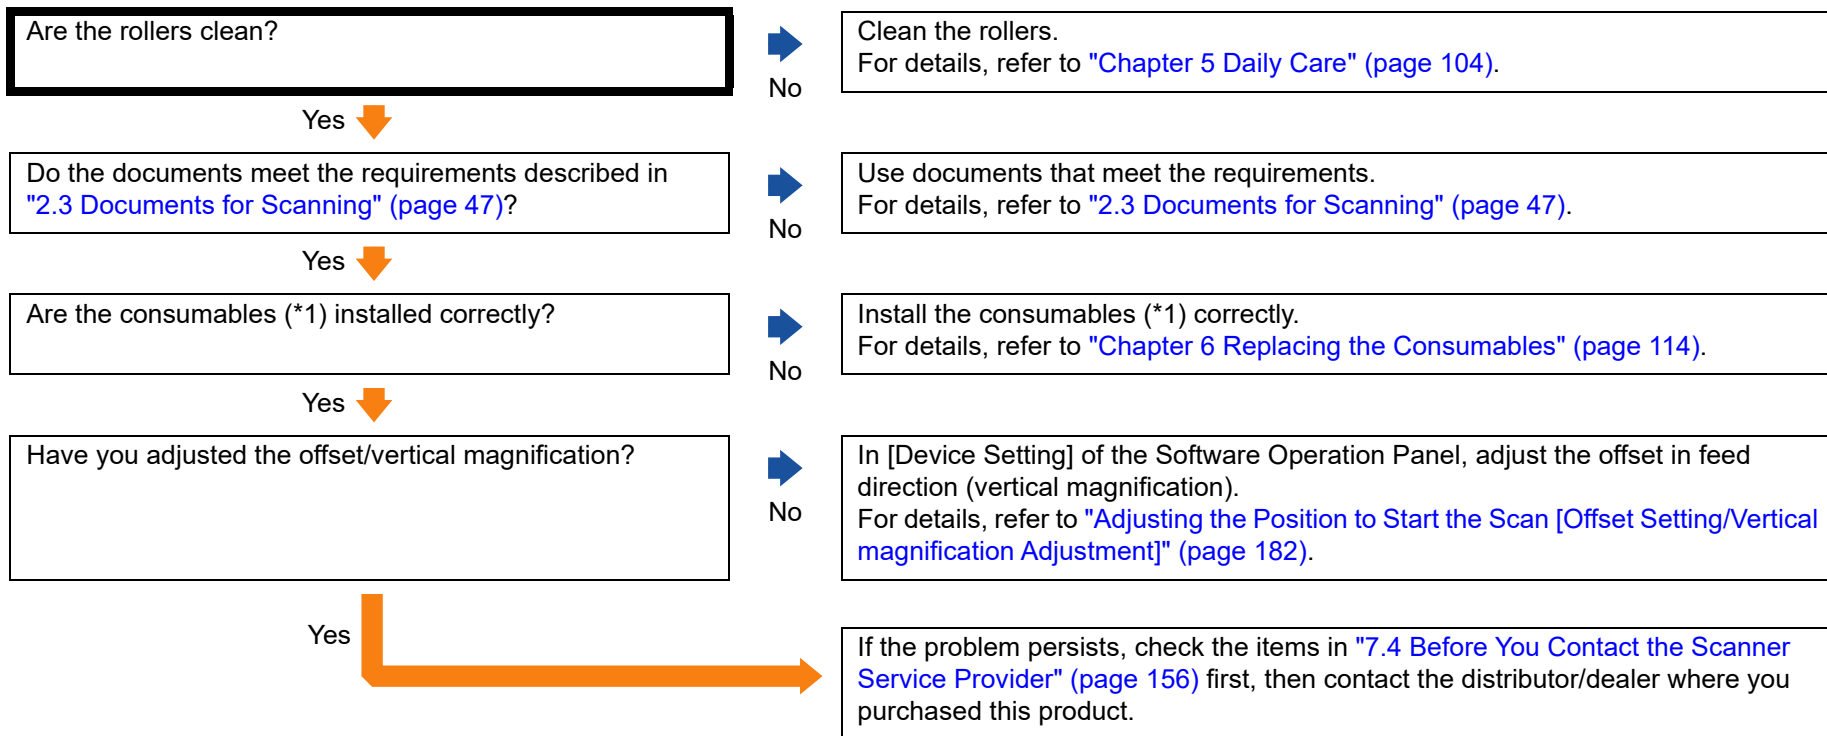 Are the rollers clean?
No
Clean the rollers.
For details, refer to "Chapter 5 Daily Care" (page 104).
Yes
Do the documents meet the requirements described in
"2.3 Documents for Scanning" (page 47)?
No
Use documents that meet the requirements.
For details, refer to "2.3 Documents for Scanning" (page 47).
Yes
Are the consumables (*1) installed correctly?
No
Install the consumables (*1) correctly.
For details, refer to "Chapter 6 Replacing the Consumables" (page 114).
Yes
Have you adjusted the offset/vertical magnification?
No
In [Device Setting] of the Software Operation Panel, adjust the offset in feed
direction (vertical magnification).
For details, refer to "Adjusting the Position to Start the Scan [Offset Setting/Vertical
magnification Adjustment]" (page 182).
Yes
If the problem persists, check the items in "7.4 Before You Contact the Scanner
Service Provider" (page 156) first, then contact the distributor/dealer where you
purchased this product.